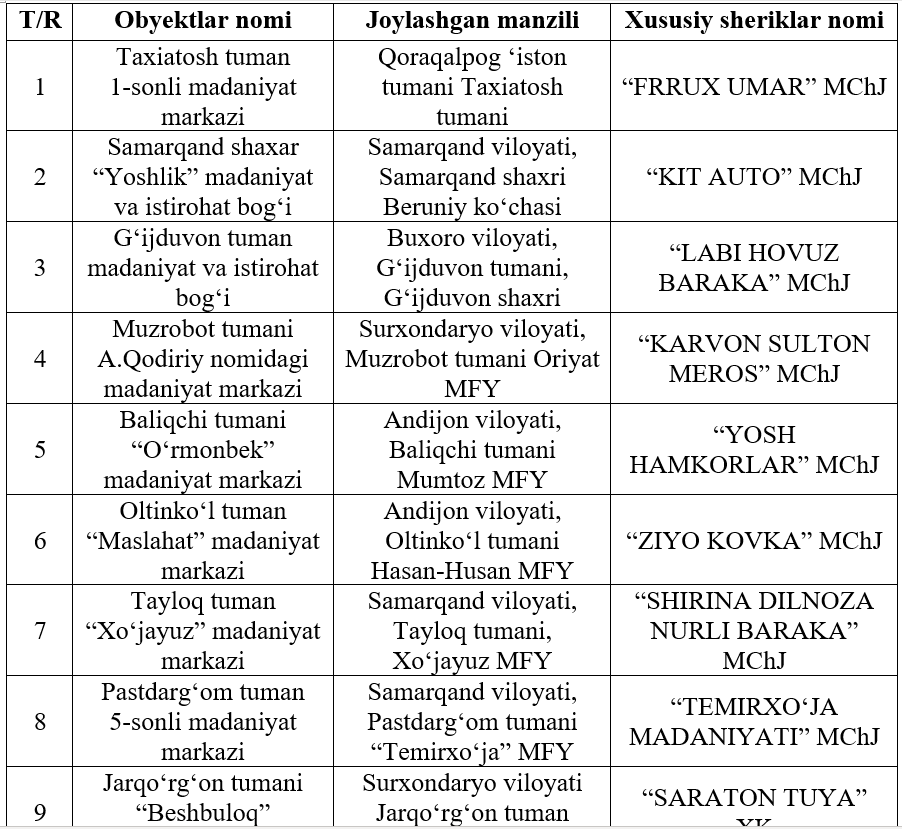 T/R Obyektlar nomi Joylashgan manzili Xususiy sheriklar nomi
1
Taxiatosh tuman
1-sonli madaniyat
markazi
Qoraqalpog ‘iston
tumani Taxiatosh
tumani
“FRRUX UMAR” MChJ
2
Samarqand shaxar
“Yoshlik” madaniyat
va istirohat bog‘i
Samarqand viloyati,
Samarqand shaxri
Beruniy ko‘chasi
“KIT AUTO” MChJ
3
G‘ijduvon tuman
madaniyat va istirohat
bog‘i
Buxoro viloyati,
G‘ijduvon tumani,
G‘ijduvon shaxri
“LABI HOVUZ
BARAKA” MChJ
4
Muzrobot tumani
A.Qodiriy nomidagi
madaniyat markazi
Surxondaryo viloyati,
Muzrobot tumani Oriyat
MFY
“KARVON SULTON
MEROS” MChJ
5
Baliqchi tumani
“O‘rmonbek”
madaniyat markazi
Andijon viloyati,
Baliqchi tumani
Mumtoz MFY
“YOSH
HAMKORLAR” MChJ
6
Oltinko‘l tuman
“Maslahat” madaniyat
markazi
Andijon viloyati,
Oltinko‘l tumani
Hasan-Husan MFY
“ZIYO KOVKA” MChJ
7
Tayloq tuman
“Xo‘jayuz” madaniyat
markazi
Samarqand viloyati,
Tayloq tumani,
Xo‘jayuz MFY
“SHIRINA DILNOZA
NURLI BARAKA”
MChJ
8
Pastdarg‘om tuman
5-sonli madaniyat
markazi
Samarqand viloyati,
Pastdarg‘om tumani
“Temirxo‘ja” MFY
“TEMIRXO‘JA
MADANIYATI” MChJ
9
Jarqo‘rg‘on tumani
“Beshbuloq”
Surxondaryo viloyati
Jarqo‘rg‘on tuman
“SARATON TUYA”